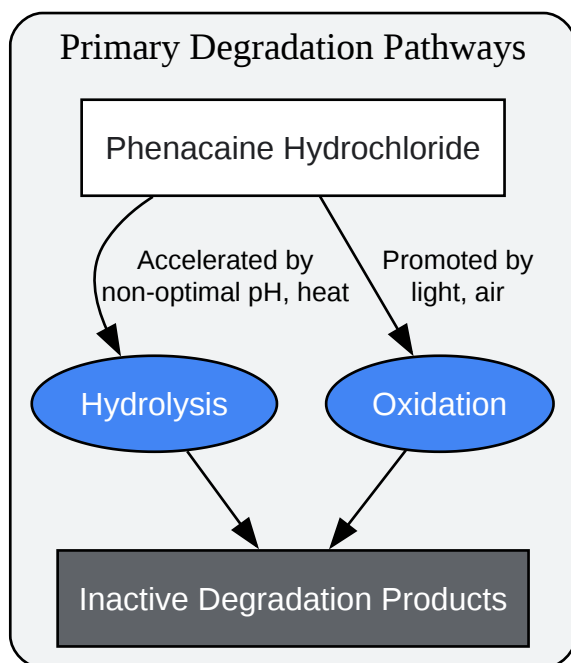 Primary Degradation Pathways
Phenacaine Hydrochloride
Accelerated by
non-optimal pH, heat
Promoted by
light, air
Hydrolysis
Oxidation
Inactive Degradation Products